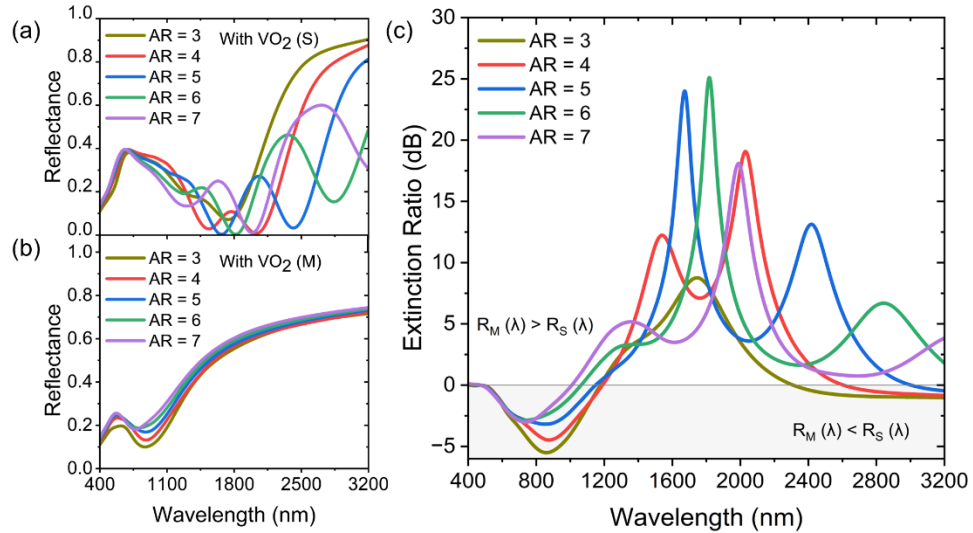 (a)
With VO2 (S)
AR = 3
AR = 4
AR = 5
AR = 6
AR = 7
Reflectance
1.0
0.8
0.6
0.4
0.2
0.0
(b)
With VO2 (M)
AR = 3
AR = 4
AR = 5
AR = 6
AR = 7
Reflectance
1.0
0.8
0.6
0.4
0.2
0.0
400 1100 1800 2500 3200
Wavelength (nm)
(c)
AR = 3
AR = 4
AR = 5
AR = 6
AR = 7
Extinction Ratio (dB)
30
25
20
15
10
5
0
−5
R_M (λ) > R_S (λ)
R_M (λ) < R_S (λ)
400 800 1200 1600 2000 2400 2800 3200
Wavelength (nm)